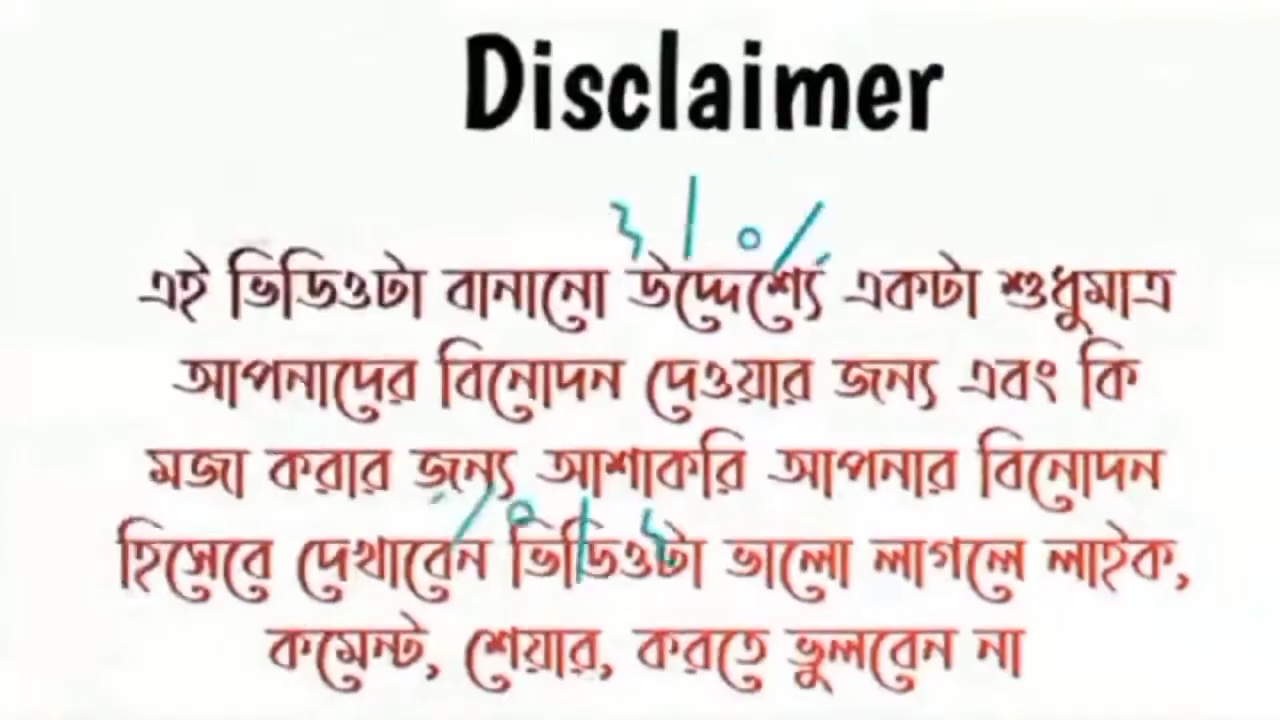 Disclaimer
এই ভিডিওটা বানানো উদ্দেশ্যে একটা শুধুমাত্র
আপনাদের বিনোদন দেওয়ার জন্য এবং কি
মজা করার জন্য আশাকরি আপনার বিনোদন
হিসেবে দেখাবেন ভিডিওটা ভালো লাগলে লাইক,
কমেন্ট, শেয়ার, করতে ভুলবেন না